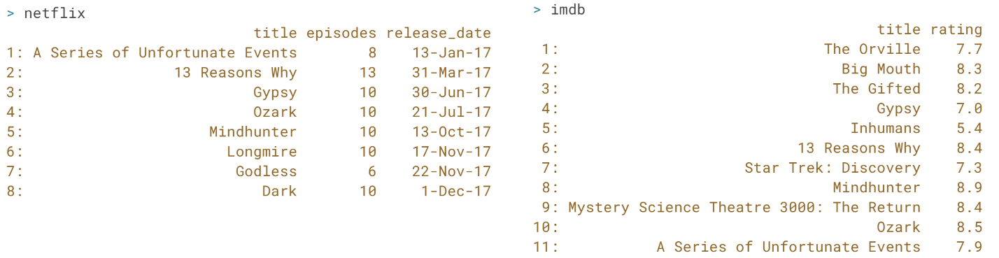 > netflix
title episodes release_date
1: A Series of Unfortunate Events 8 13-Jan-17
2: 13 Reasons Why 13 31-Mar-17
3: Gypsy 10 30-Jun-17
4: Ozark 10 21-Jul-17
5: Mindhunter 10 13-Oct-17
6: Longmire 10 17-Nov-17
7: Godless 6 22-Nov-17
8: Dark 10 1-Dec-17
> imdb
title rating
1: The Orville 7.7
2: Big Mouth 8.3
3: The Gifted 8.2
4: Gypsy 7.0
5: Inhumans 5.4
6: 13 Reasons Why 8.4
7: Star Trek: Discovery 7.3
8: Mindhunter 8.9
9: Mystery Science Theatre 3000: The Return 8.4
10: Ozark 8.5
11: A Series of Unfortunate Events 7.9